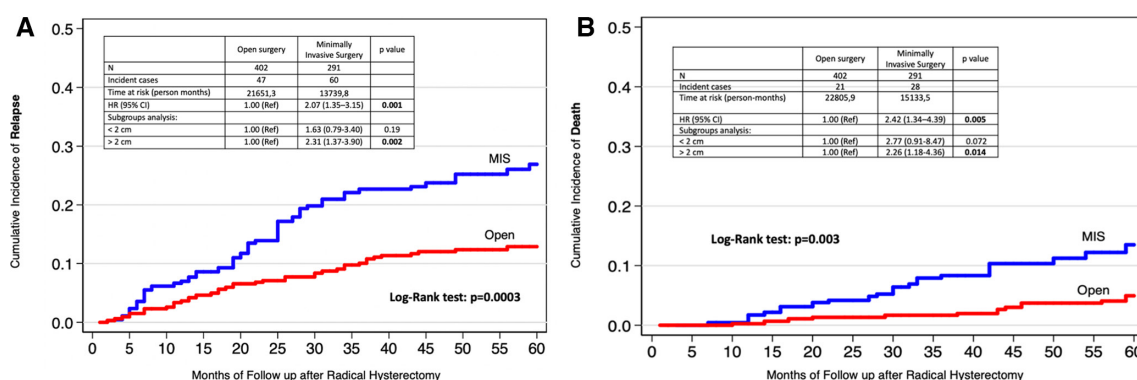 A
Cumulative Incidence of Relapse
0.5
0.4
0.3
0.2
0.1
0.0
Open surgery Minimally Invasive Surgery p value
N 402 291
Incident cases 47 60
Time at risk (person months) 21651,3 13739,8
HR (95% CI) 1.00 (Ref) 2.07 (1.35–3.15) 0.001
Subgroups analysis:
< 2 cm 1.00 (Ref) 1.63 (0.79-3.40) 0.19
> 2 cm 1.00 (Ref) 2.31 (1.37-3.90) 0.002
MIS
Open
Log-Rank test: p=0.0003
0 5 10 15 20 25 30 35 40 45 50 55 60
Months of Follow up after Radical Hysterectomy
B
Cumulative Incidence of Death
0.5
0.4
0.3
0.2
0.1
0.0
Open surgery Minimally Invasive Surgery p value
N 402 291
Incident cases 21 28
Time at risk (person-months) 22805,9 15133,5
HR (95% CI) 1.00 (Ref) 2.42 (1.34–4.39) 0.005
Subgroups analysis:
< 2 cm 1.00 (Ref) 2.77 (0.91-8.47) 0.072
> 2 cm 1.00 (Ref) 2.26 (1.18-4.36) 0.014
Log-Rank test: p=0.003
MIS
Open
0 5 10 15 20 25 30 35 40 45 50 55 60
Months of Follow up after Radical Hysterectomy